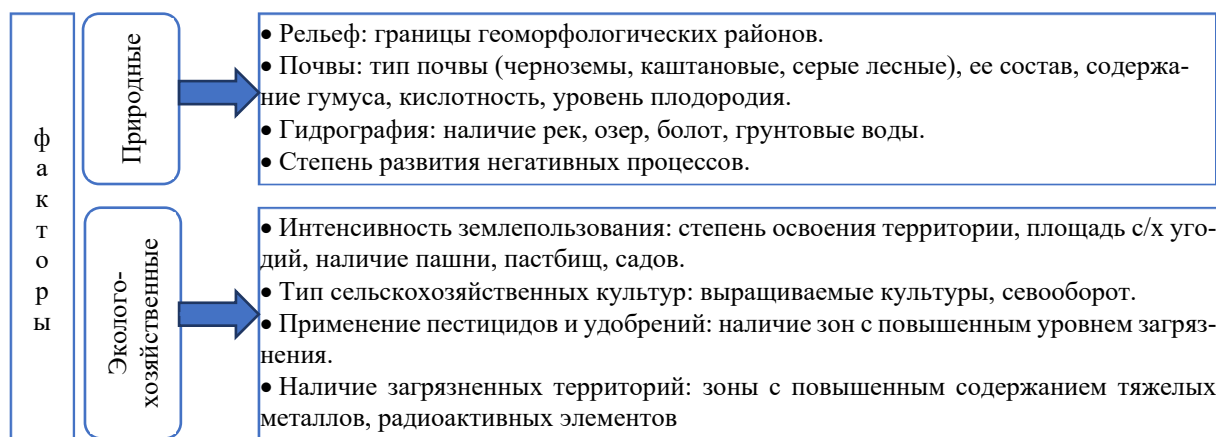 факторы
Природные
• Рельеф: границы геоморфологических районов.
• Почвы: тип почвы (черноземы, каштановые, серые лесные), ее состав, содержа-
ние гумуса, кислотность, уровень плодородия.
• Гидрография: наличие рек, озер, болот, грунтовые воды.
• Степень развития негативных процессов.
Эколого-
хозяйственные
• Интенсивность землепользования: степень освоения территории, площадь с/х уго-
дий, наличие пашни, пастбищ, садов.
• Тип сельскохозяйственных культур: выращиваемые культуры, севооборот.
• Применение пестицидов и удобрений: наличие зон с повышенным уровнем загряз-
нения.
• Наличие загрязненных территорий: зоны с повышенным содержанием тяжелых
металлов, радиоактивных элементов